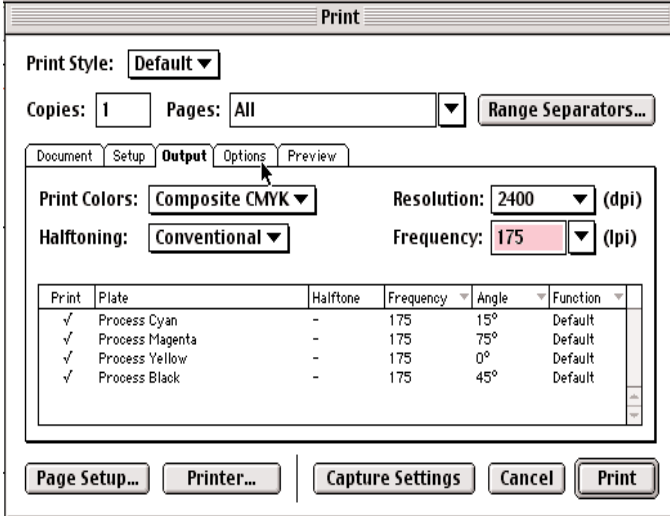 Print
Print Style: Default
Copies: 1 Pages: All Range Separators...
Document Setup Output Options Preview
Print Colors: Composite CMYK Resolution: 2400 (dpi)
Halftoning: Conventional Frequency: 175 (lpi)
Print Plate Halftone Frequency Angle Function
√ Process Cyan - 175 15° Default
√ Process Magenta - 175 75° Default
√ Process Yellow - 175 0° Default
√ Process Black - 175 45° Default
Page Setup... Printer... Capture Settings Cancel Print